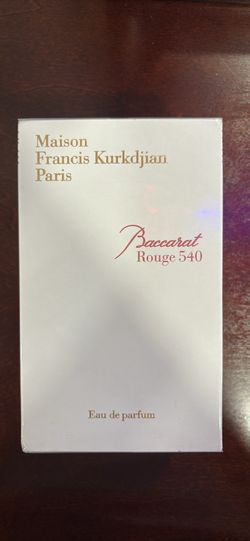 Maison
Francis Kurkdjian
Paris
Baccarat
Rouge 540
Eau de parfum